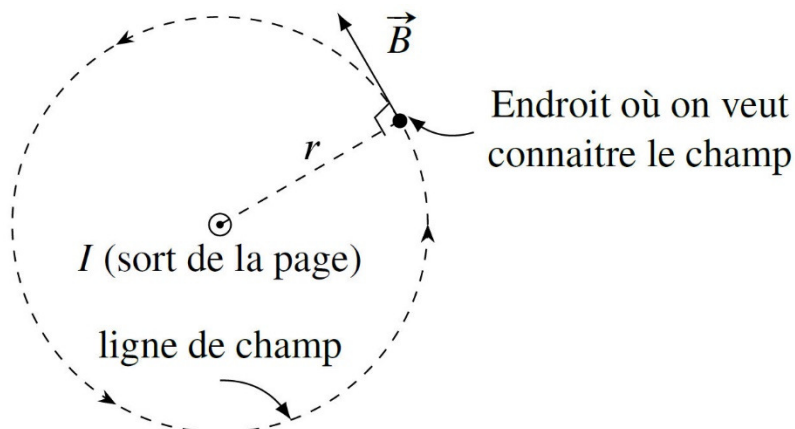 B
Endroit où on veut
connaitre le champ
r
I (sort de la page)
ligne de champ